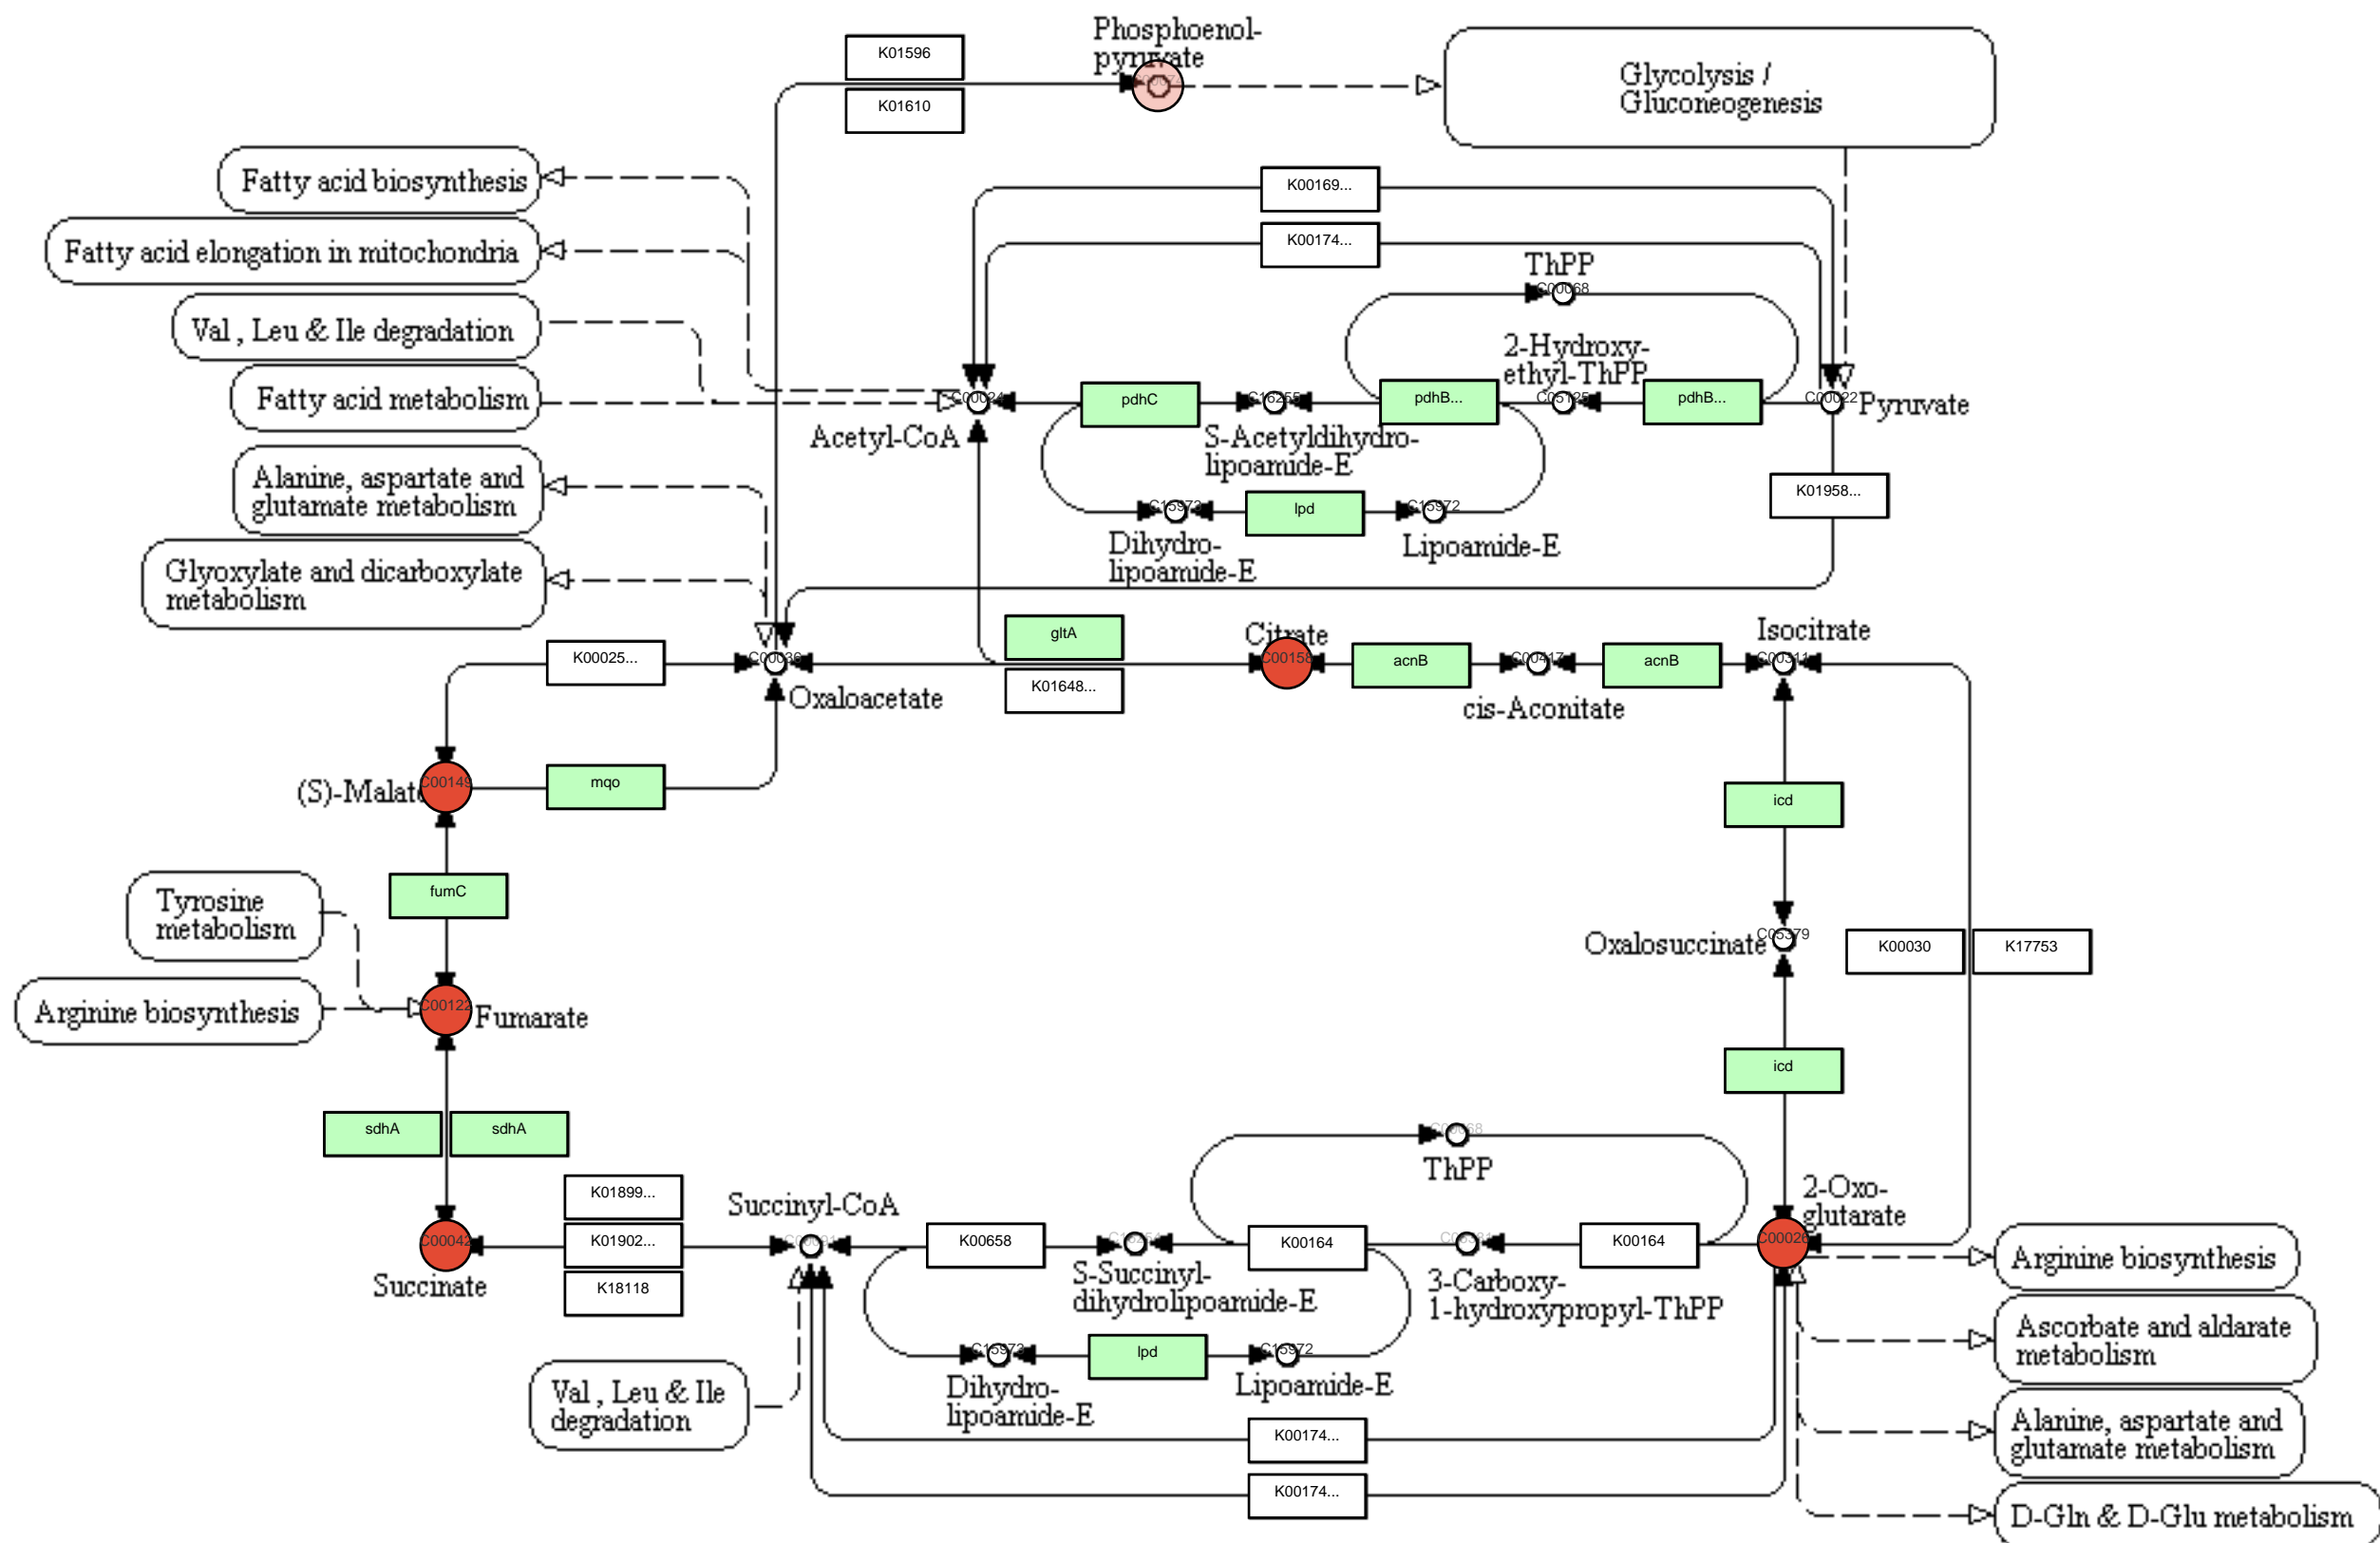 Phosphoenol-
pyruvate
K01596
K01610
Glycolysis /
Gluconeogenesis
Fatty acid biosynthesis
K00169...
Fatty acid elongation in mitochondria
K00174...
ThPP
C00068
Val , Leu & Ile degradation
2-Hydroxy-
ethyl-ThPP
Fatty acid metabolism
C00024
pdhC
C16255
pdhB...
C05125
pdhB...
C00022
Pyruvate
Acetyl-CoA
S-Acetyldihydro-
lipoamide-E
Alanine, aspartate and
glutamate metabolism
K01958...
C15973
lpd
C15972
Dihydro-
lipoamide-E
Lipoamide-E
Glyoxylate and dicarboxylate
metabolism
gltA
Citrate
Isocitrate
K00025...
C00036
C00158
acnB
C00417
acnB
C00311
K01648...
Oxaloacetate
cis-Aconitate
(S)-Malate
C00149
mqo
icd
fumC
Tyrosine
metabolism
Oxalosuccinate
C05379
K00030
K17753
Arginine biosynthesis
C00122
Fumarate
icd
sdhA
sdhA
C00068
ThPP
K01899...
Succinyl-CoA
2-Oxo-
glutarate
C00042
K01902...
K00658
K00164
K00164
C00026
K18118
Succinate
S-Succinyl-
dihydrolipoamide-E
3-Carboxy-
1-hydroxypropyl-ThPP
Arginine biosynthesis
C15973
lpd
C15972
Ascorbate and aldarate
metabolism
Val , Leu & Ile
degradation
Dihydro-
lipoamide-E
Lipoamide-E
K00174...
Alanine, aspartate and
glutamate metabolism
K00174...
D-Gln & D-Glu metabolism